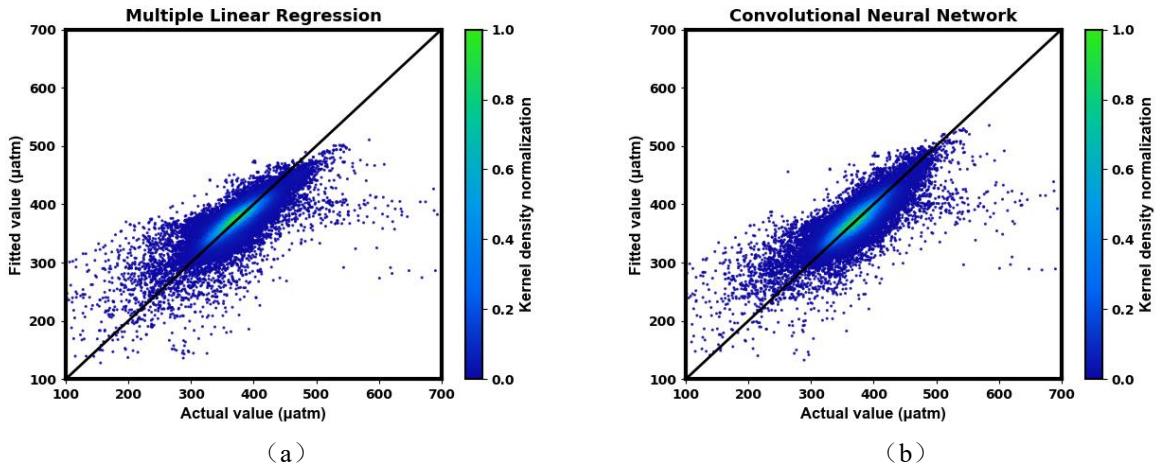 Multiple Linear Regression
700
600
500
400
300
200
100
100 200 300 400 500 600 700
Fitted value (µatm)
Actual value (µatm)
1.0
0.8
0.6
0.4
0.2
0.0
Kernel density normalization
（a）
Convolutional Neural Network
700
600
500
400
300
200
100
100 200 300 400 500 600 700
Fitted value (µatm)
Actual value (µatm)
1.0
0.8
0.6
0.4
0.2
0.0
Kernel density normalization
（b）